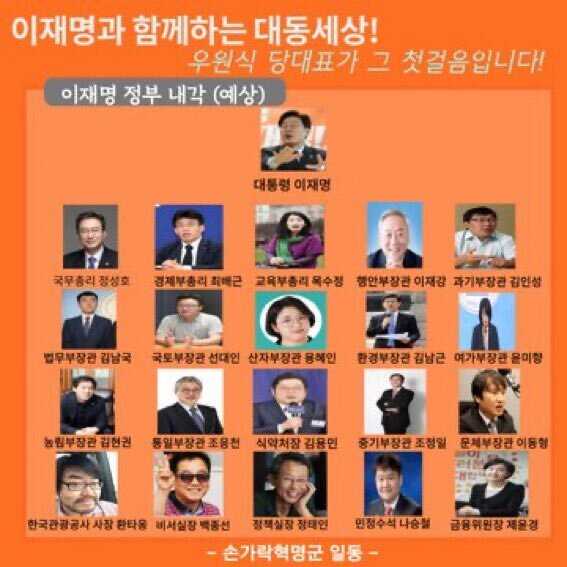 이재명과 함께하는 대동세상!
우원식 당대표가 그 첫걸음입니다!
이재명 정부 내각 (예상)
대통령 이재명
국무총리 정성호 경제부총리 최배근 교육부총리 목수정 행안부장관 이재강 과기부장관 김인성
법무부장관 김남국 국토부장관 선대인 산자부장관 용혜인 환경부장관 김남근 여가부장관 윤미향
농림부장관 김현권 통일부장관 조응천 식약처장 김용민 중기부장관 조정일 문체부장관 이동형
한국관광공사 사장 환타옹 비서실장 백종선 정책실장 정태인 민정수석 나승철 금융위원장 제윤경
- 손가락혁명군 일동 -